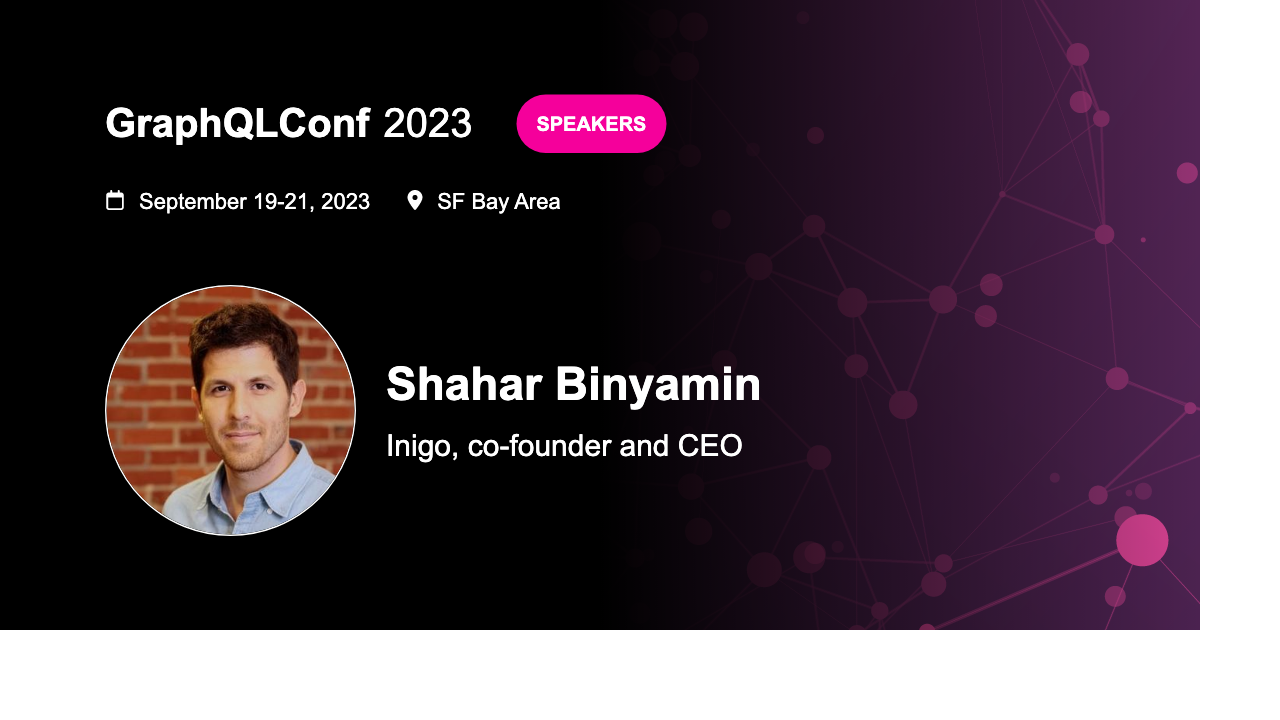 GraphQLConf 2023
SPEAKERS
September 19-21, 2023
SF Bay Area
Shahar Binyamin
Inigo, co-founder and CEO